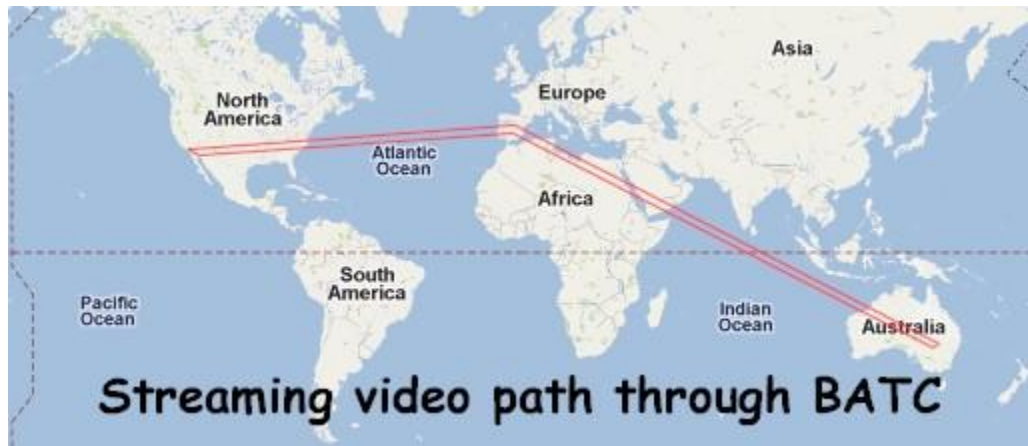 Asia
Europe
North
America
Atlantic
Ocean
Africa
South
America
Pacific
Ocean
Indian
Ocean
Australia
Streaming video path through BATC